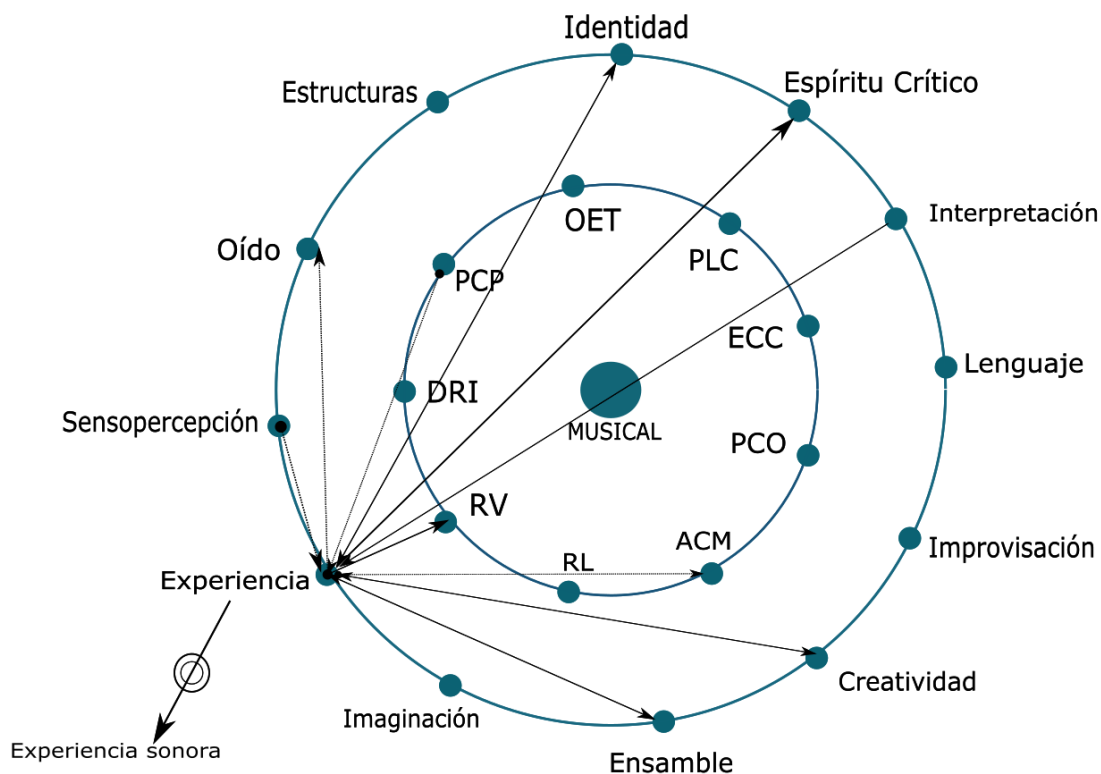 Identidad
Espíritu Crítico
Estructuras
Interpretación
OET
PLC
Oído
PCP
ECC
Lenguaje
DRI
Sensopercepción
MUSICAL
PCO
RV
ACM
Improvisación
RL
Experiencia
Creatividad
Imaginación
Experiencia sonora
Ensamble